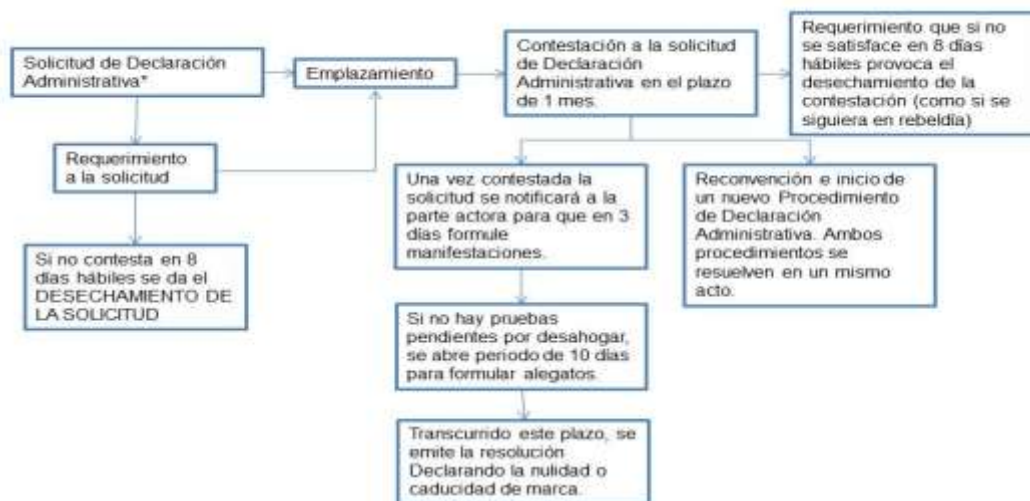 Solicitud de Declaración
Administrativa*
Emplazamiento
Contestación a la solicitud
de Declaración
Administrativa en el plazo
de 1 mes.
Requerimiento que si no
se satisface en 8 días
hábiles provoca el
desechamiento de la
contestación (como si se
siguiera en rebeldía)
Requerimiento
a la solicitud
Una vez contestada la
solicitud se notificará a la
parte actora para que en 3
días formule
manifestaciones.
Reconvención e inicio de
un nuevo Procedimiento
de Declaración
Administrativa. Ambos
procedimientos se
resuelven en un mismo
acto.
Si no contesta en 8
días hábiles se da el
DESECHAMIENTO DE
LA SOLICITUD
Si no hay pruebas
pendientes por desahogar,
se abre periodo de 10 días
para formular alegatos.
Transcurrido este plazo, se
emite la resolución
Declarando la nulidad o
caducidad de marca.